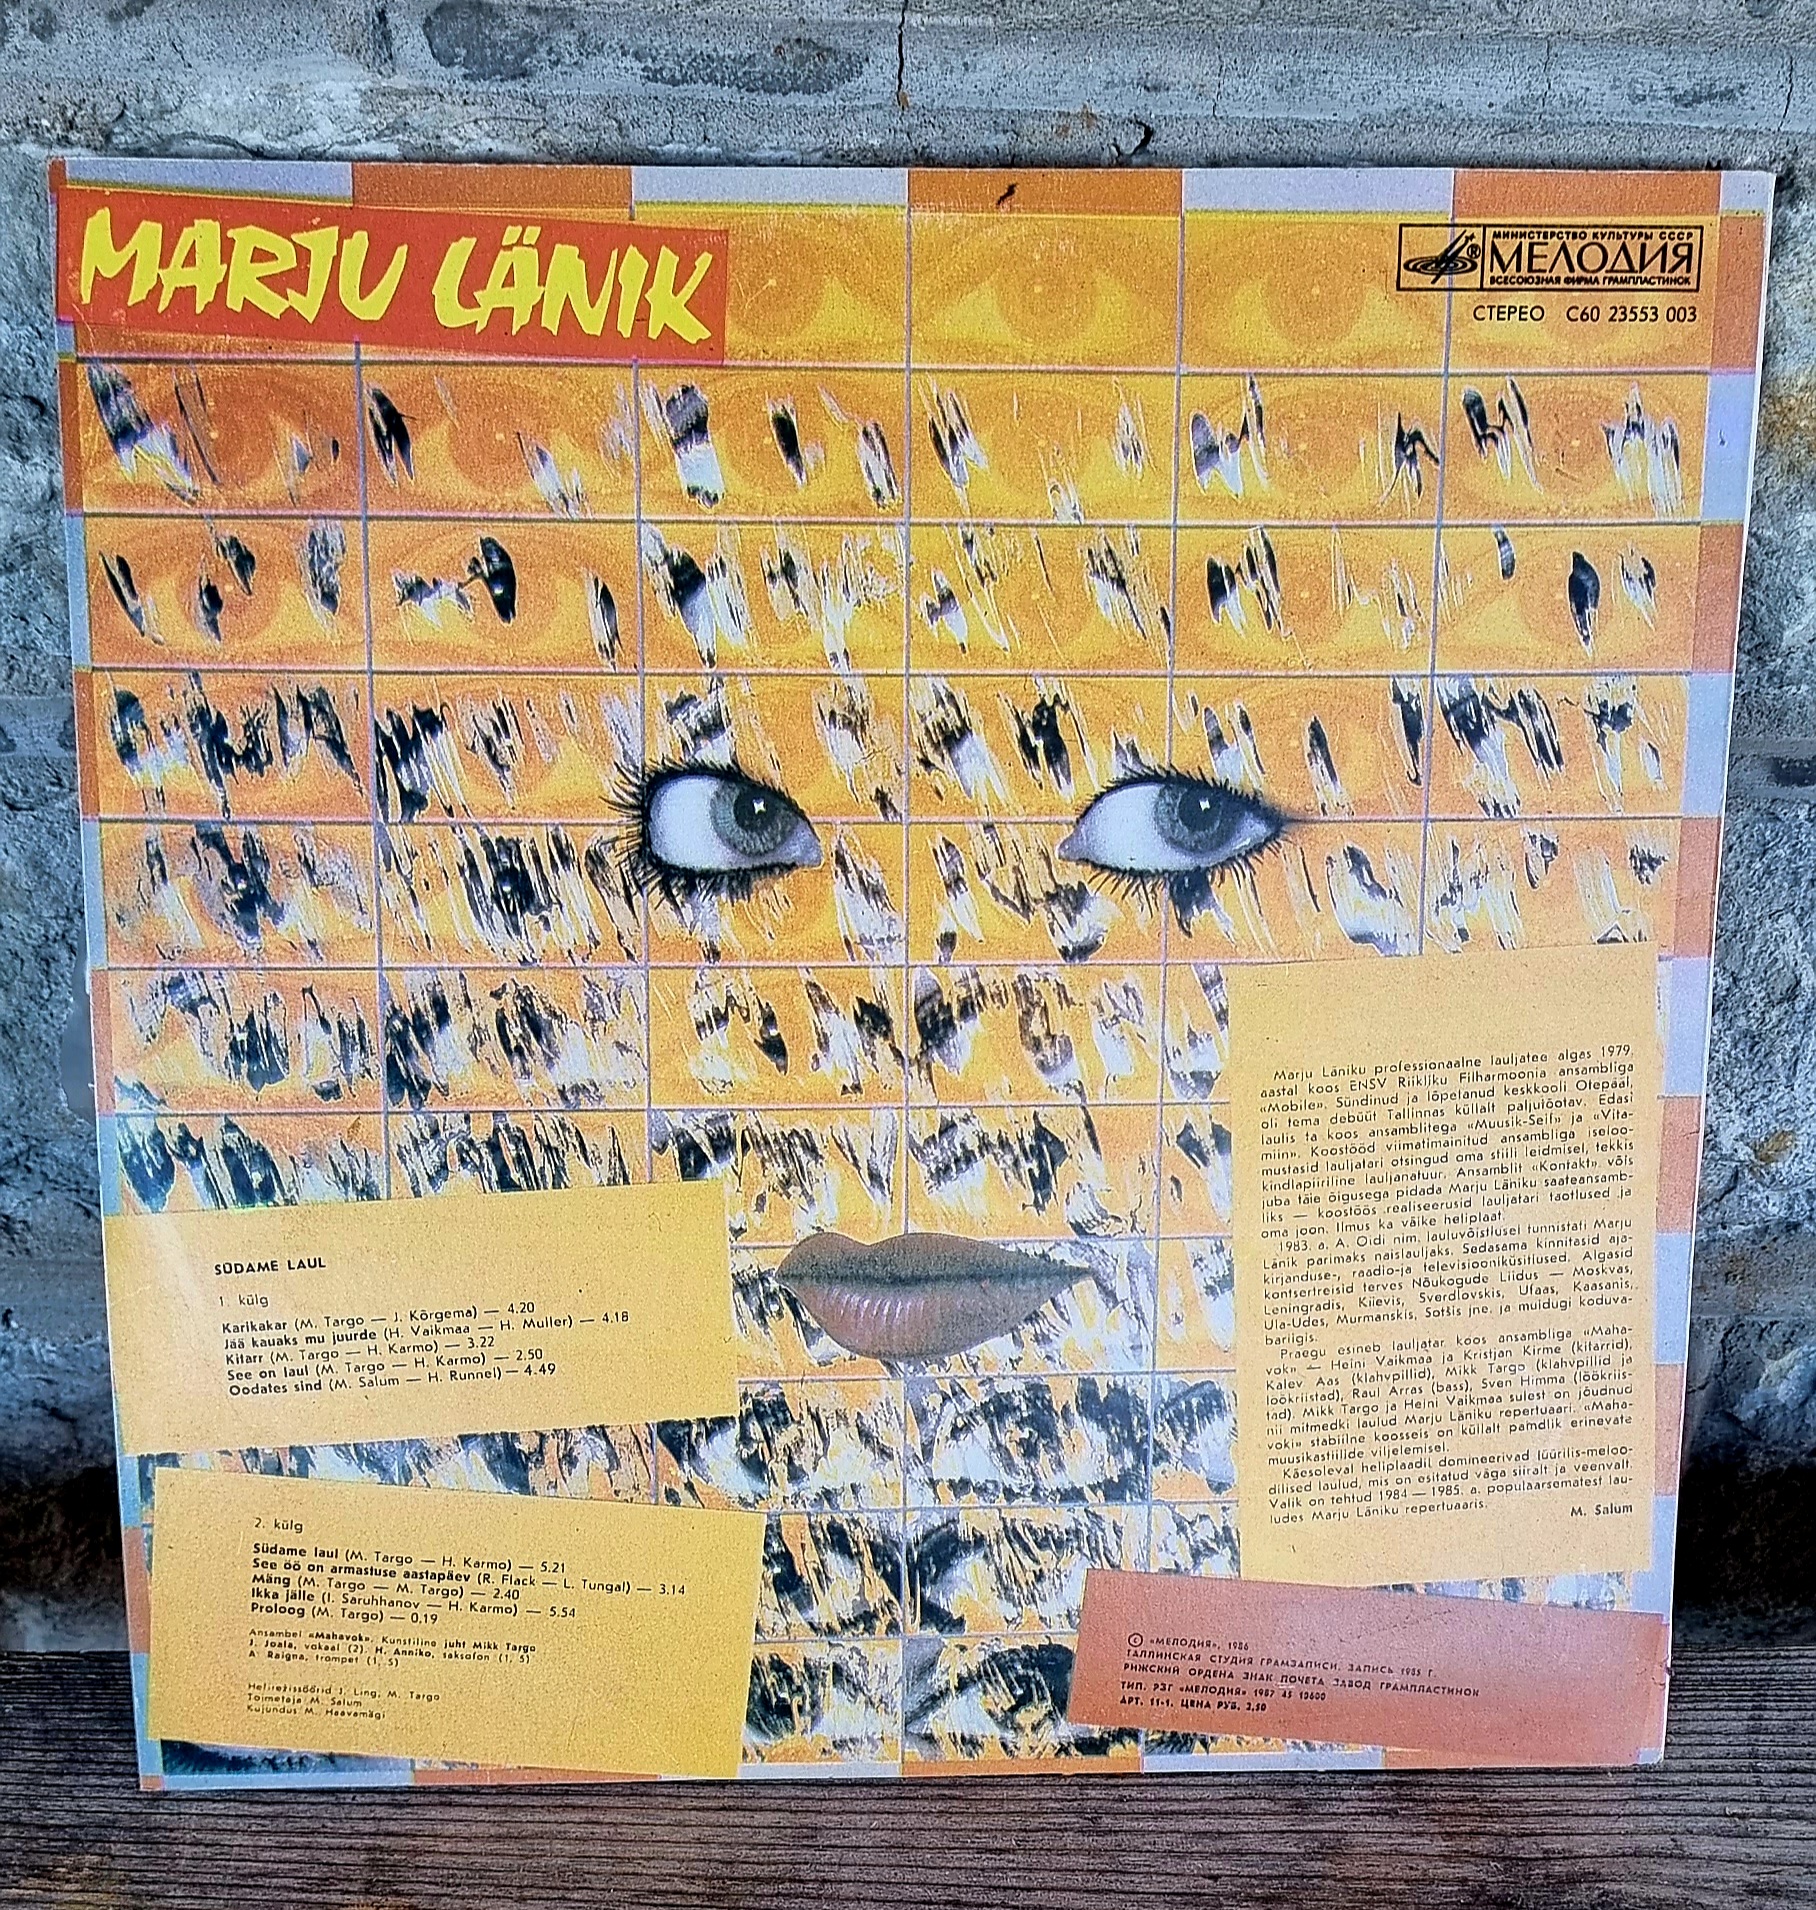 MARJU LÄNIK
МИНИСТЕРСТВО КУЛЬТУРЫ СССР
МЕЛОДИЯ
ВСЕСОЮЗНАЯ ФИРМА ГРАМПЛАСТИНОК
СТЕРЕО С60 23553 003
Marju Läniku professionaalne lauljatee algas 1979.
aastal koos ENSV Riikliku Filharmoonia ansambliga
«Mobile». Sündinud ja lõpetanud keskkooli Otepääl,
oli tema debüüt Tallinnas küllalt paljutõotav. Edasi
laulis ta koos ansamblitega «Muusik-Seif» ja «Vita-
miin». Koostööd viimatimainitud ansambliga iseloo-
mustasid lauljatari otsingud oma stiili leidmisel, tekkis
kindlapiiriline lauljanatuur. Ansamblit «Kontakt» võis
juba täie õigusega pidada Marju Läniku saateansamb-
liks — koostöös realiseerusid lauljatari taotlused ja
oma joon. Ilmus ka väike heliplaat.
1983. a. A. Oidi nim. lauluvõistlusel tunnistati Marju
Länik parimaks naislauljaks. Sedasama kinnitasid aja-
kirjanduse-, raadio-ja televisiooniküsitlused. Algasid
kontsertreisid terves Nõukogude Liidus — Moskvas,
Leningradis, Kiievis, Sverdlovskis, Ufaas, Kaasanis,
Ula-Udes, Murmanskis, Sotšis jne. ja muidugi koduva-
bariigis.
Praegu esineb lauljatar koos ansambliga «Maha-
vok» — Heini Vaikmaa ja Kristjan Kirme (kitarrid),
Kalev Aas (klahvpillid), Mikk Targo (klahvpillid ja
löökriistad), Raul Arras (bass), Sven Himma (löökriis-
tad). Mikk Targo ja Heini Vaikmaa sulest on jõudnud
nii mitmedki laulud Marju Läniku repertuaari. «Maha-
voki» stabiilne koosseis on küllalt pandlik erinevate
muusikastiilide viljelemisel.
Käesoleval heliplaadil domineerivad lüürilis-meloo-
dilised laulud, mis on esitatud väga siiralt ja veenvalt.
Valik on tehtud 1984 — 1985. a. populaarsematest lau-
ludes Marju Läniku repertuaaris.
M. Salum
SÜDAME LAUL
1. külg
Karikakar (M. Targo — J. Kõrgema) — 4.20
Jää kauaks mu juurde (H. Vaikmaa — H. Muller) — 4.18
Kitarr (M. Targo — H. Karmo) — 3.22
See on laul (M. Targo — H. Karmo) — 2.50
Oodates sind (M. Salum — H. Runnel) — 4.49
2. külg
Südame laul (M. Targo — H. Karmo) — 5.21
See öö on armastuse aastapäev (R. Flack — L. Tungal) — 3.14
Mäng (M. Targo — M. Targo) — 2.40
Ikka jälle (I. Saruhhanov — H. Karmo) — 5.54
Proloog (M. Targo) — 0.19
Ansambel «Mahavok». Kunstiline juht Mikk Targo
J. Joala, vokaal (2). H. Anniko, saksofon (1, 5)
A. Raigna, trompet (1, 5)
Helirežissöörid J. Ling, M. Targo
Toimetaja M. Salum
Kujundus M. Haavamägi
© «МЕЛОДИЯ», 1986
ТАЛЛИНСКАЯ СТУДИЯ ГРАМЗАПИСИ. ЗАПИСЬ 1985 Г.
РИЖСКИЙ ОРДЕНА ЗНАК ПОЧЕТА ЗАВОД ГРАМПЛАСТИНОК
ТИП. РЗГ «МЕЛОДИЯ» 1987 45 12600
АРТ. 11-1. ЦЕНА РУБ. 2,50